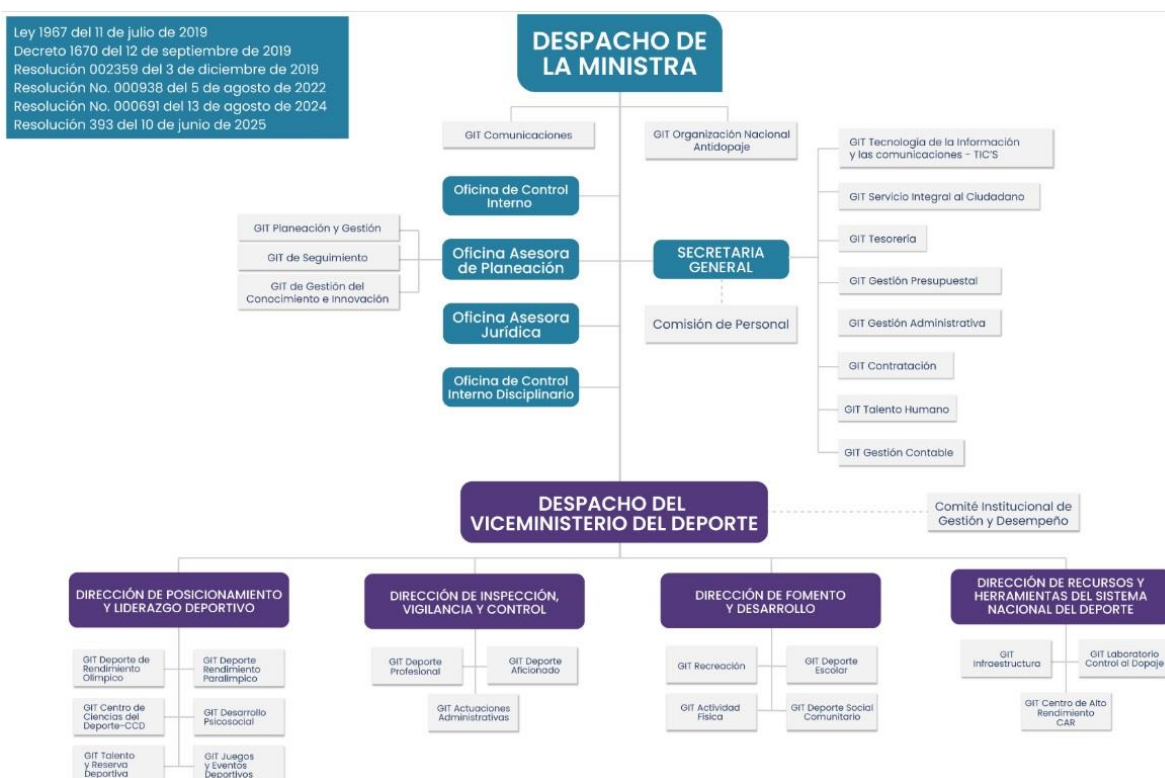 Ley 1967 del 11 de julio de 2019
Decreto 1670 del 12 de septiembre de 2019
Resolución 002359 del 3 de diciembre de 2019
Resolución No. 000938 del 5 de agosto de 2022
Resolución No. 000691 del 13 de agosto de 2024
Resolución 393 del 10 de junio de 2025
DESPACHO DE
LA MINISTRA
GIT Comunicaciones
GIT Organización Nacional
Antidopaje
Oficina de Control
Interno
GIT Planeación y Gestión
GIT de Seguimiento
GIT de Gestión del
Conocimiento e Innovación
Oficina Asesora
de Planeación
Oficina Asesora
Jurídica
Oficina de Control
Interno Disciplinario
SECRETARIA
GENERAL
Comisión de Personal
GIT Tecnología de la Información
y las comunicaciones - TIC'S
GIT Servicio Integral al Ciudadano
GIT Tesorería
GIT Gestión Presupuestal
GIT Gestión Administrativa
GIT Contratación
GIT Talento Humano
GIT Gestión Contable
DESPACHO DEL
VICEMINISTERIO DEL DEPORTE
Comité Institucional de
Gestión y Desempeño
DIRECCIÓN DE POSICIONAMIENTO
Y LIDERAZGO DEPORTIVO
GIT Deporte de
Rendimiento
Olímpico
GIT Deporte
Rendimiento
Paralímpico
GIT Centro de
Ciencias del
Deporte-CCD
GIT Desarrollo
Psicosocial
GIT Talento
y Reserva
Deportiva
GIT Juegos
y Eventos
Deportivos
DIRECCIÓN DE INSPECCIÓN,
VIGILANCIA Y CONTROL
GIT Deporte
Profesional
GIT Deporte
Aficionado
GIT Actuaciones
Administrativas
DIRECCIÓN DE FOMENTO
Y DESARROLLO
GIT Recreación
GIT Deporte
Escolar
GIT Actividad
Física
GIT Deporte Social
Comunitario
DIRECCIÓN DE RECURSOS Y
HERRAMIENTAS DEL SISTEMA
NACIONAL DEL DEPORTE
GIT
Infraestructura
GIT Laboratorio
Control al Dopaje
GIT Centro de Alto
Rendimiento
CAR